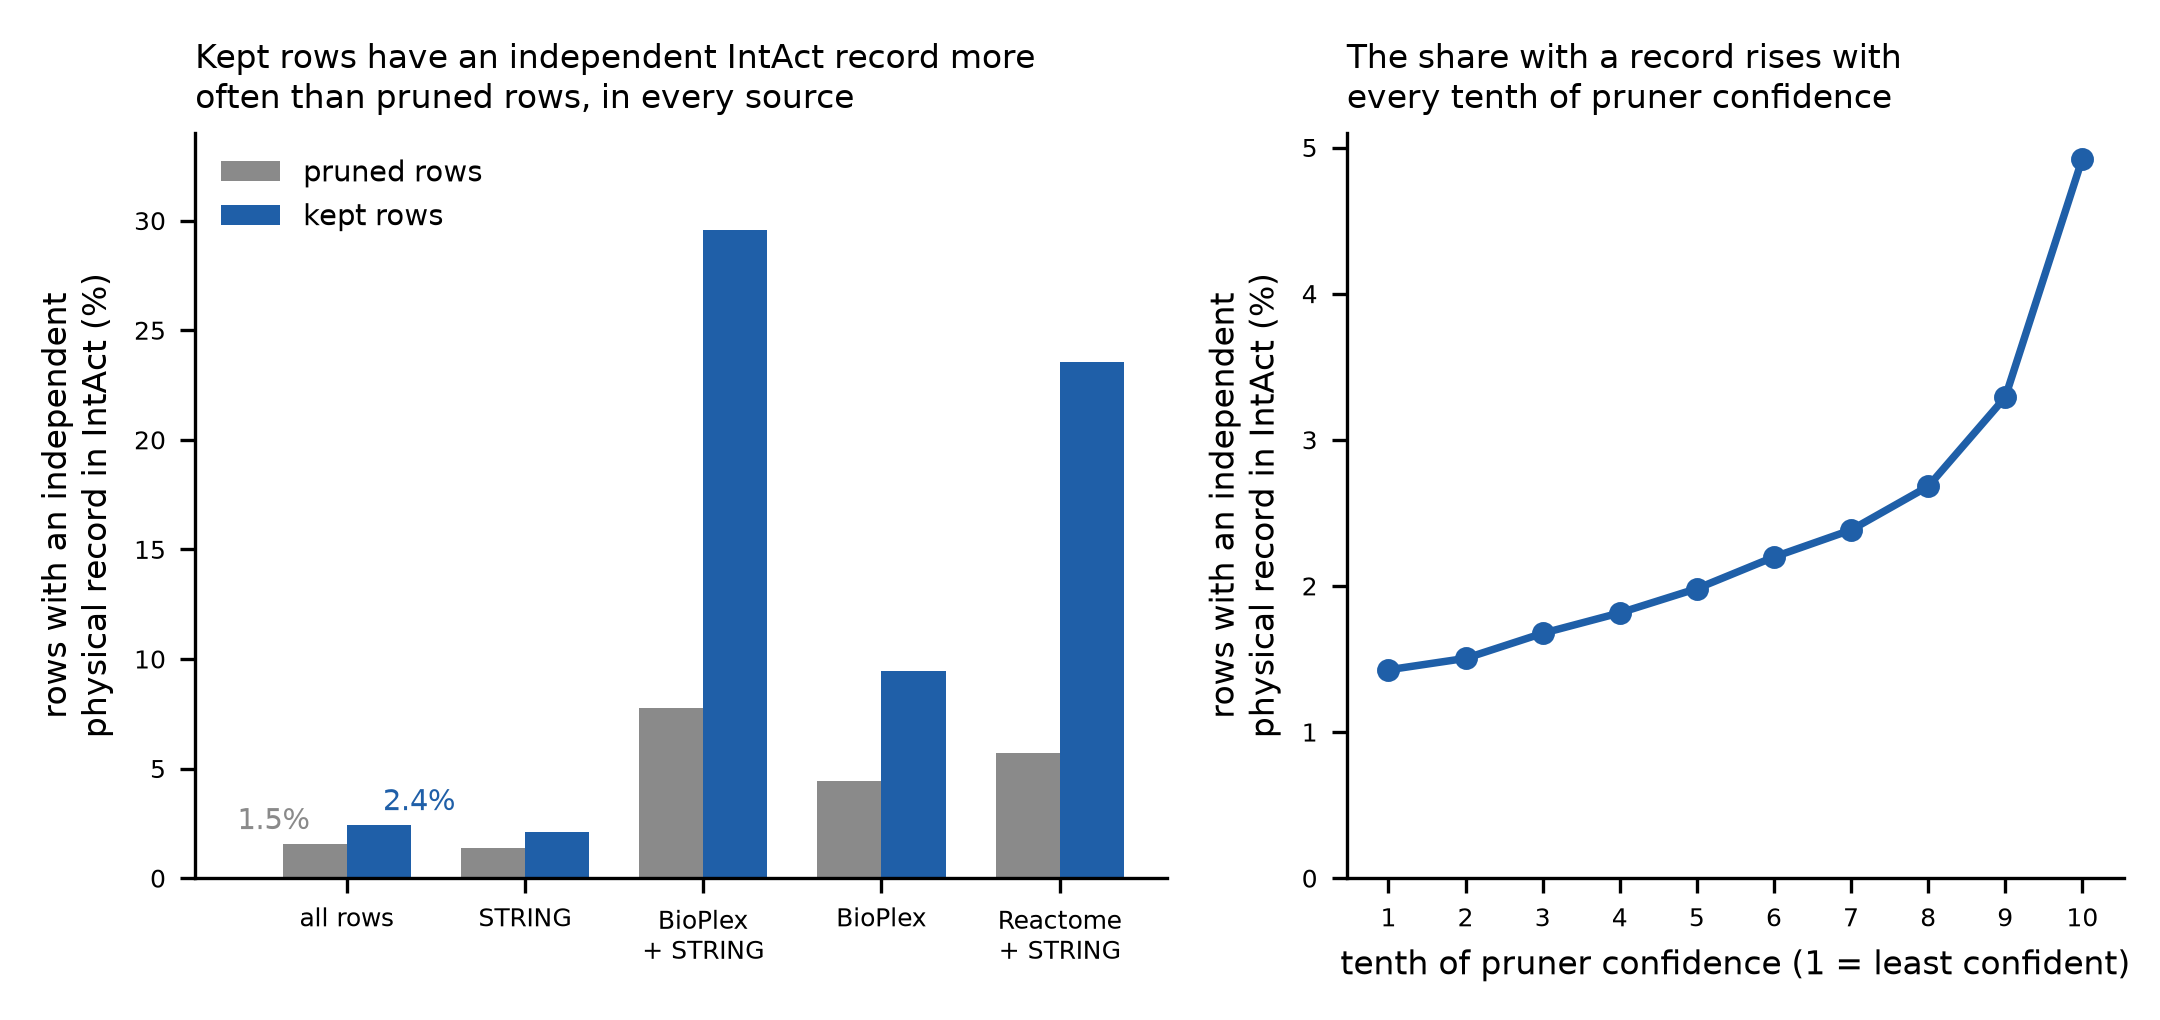 Kept rows have an independent IntAct record more
often than pruned rows, in every source
pruned rows
kept rows
rows with an independent
physical record in IntAct (%)
30
25
20
15
10
5
0
1.5%
2.4%
all rows
STRING
BioPlex
+ STRING
BioPlex
Reactome
+ STRING
The share with a record rises with
every tenth of pruner confidence
rows with an independent
physical record in IntAct (%)
5
4
3
2
1
0
1 2 3 4 5 6 7 8 9 10
tenth of pruner confidence (1 = least confident)